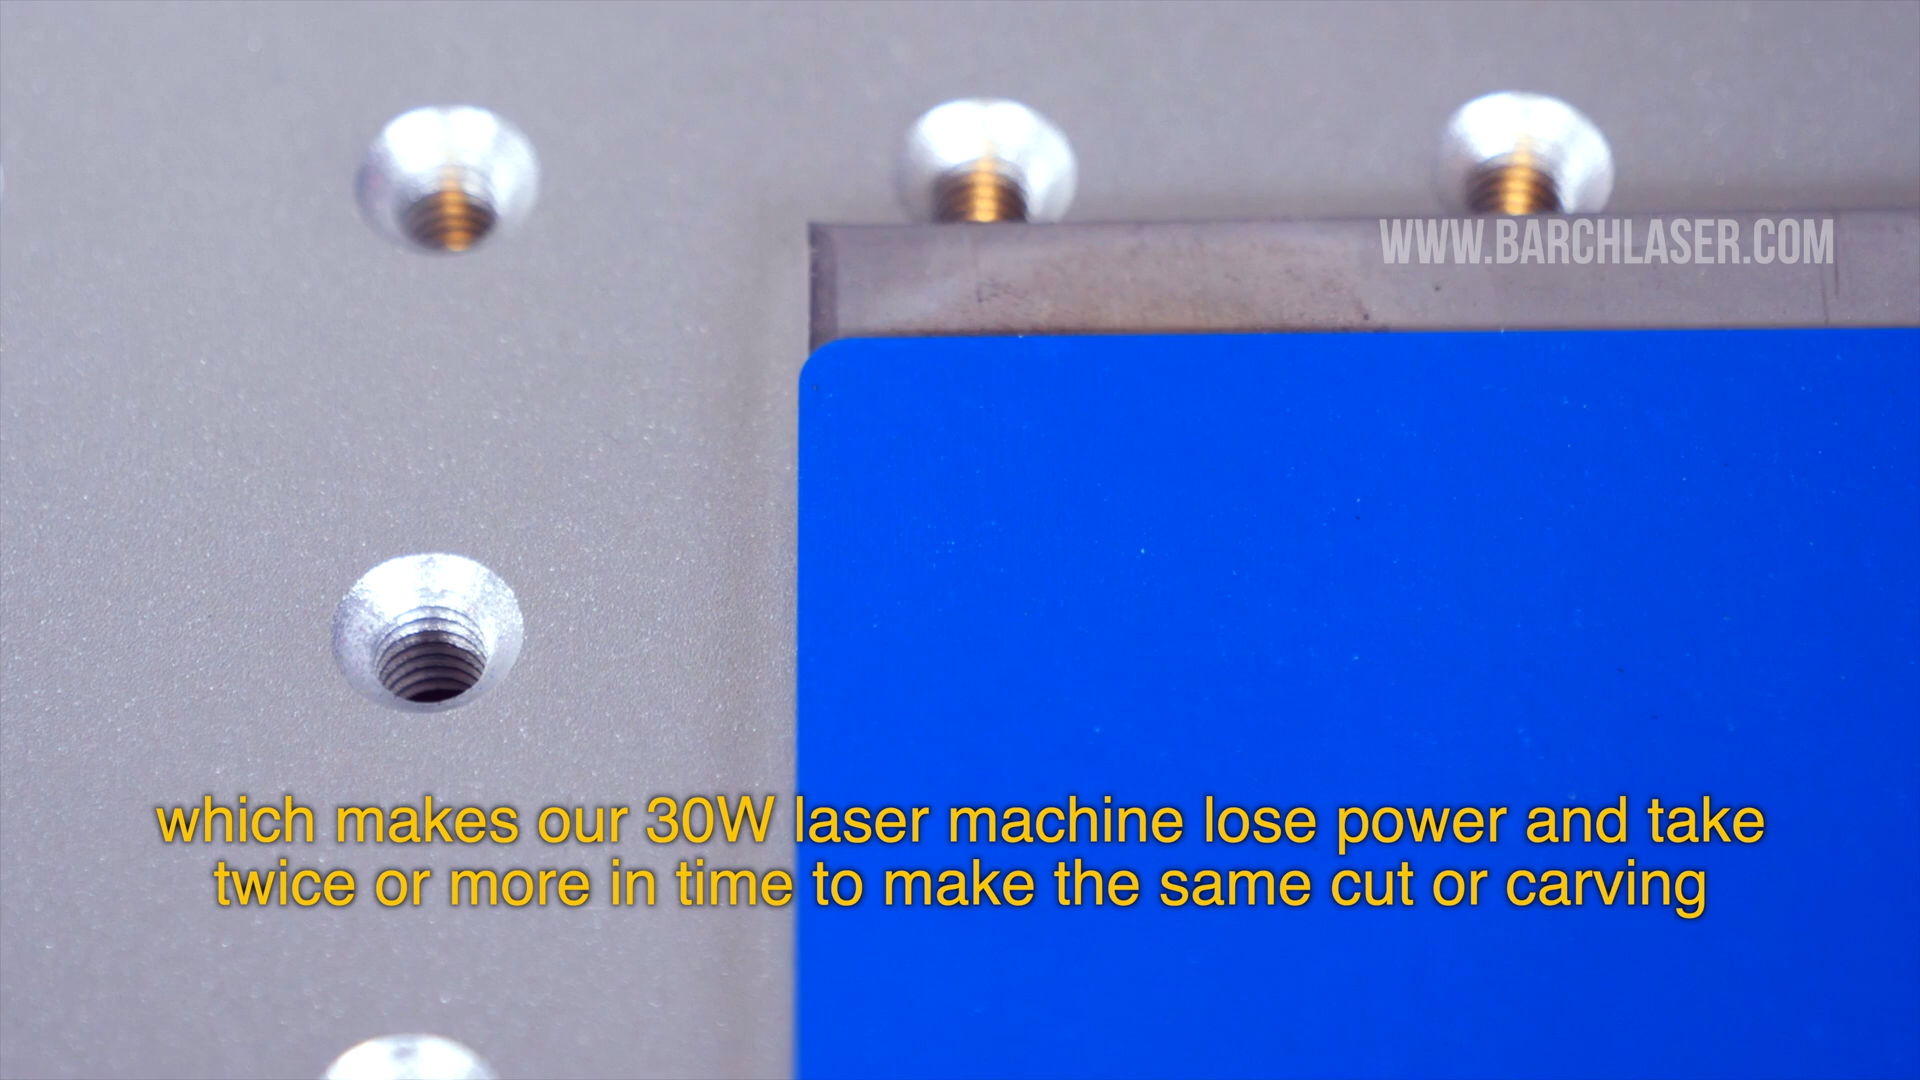 WWW.BARCHLASER.COM
which makes our 30W laser machine lose power and take
twice or more in time to make the same cut or carving